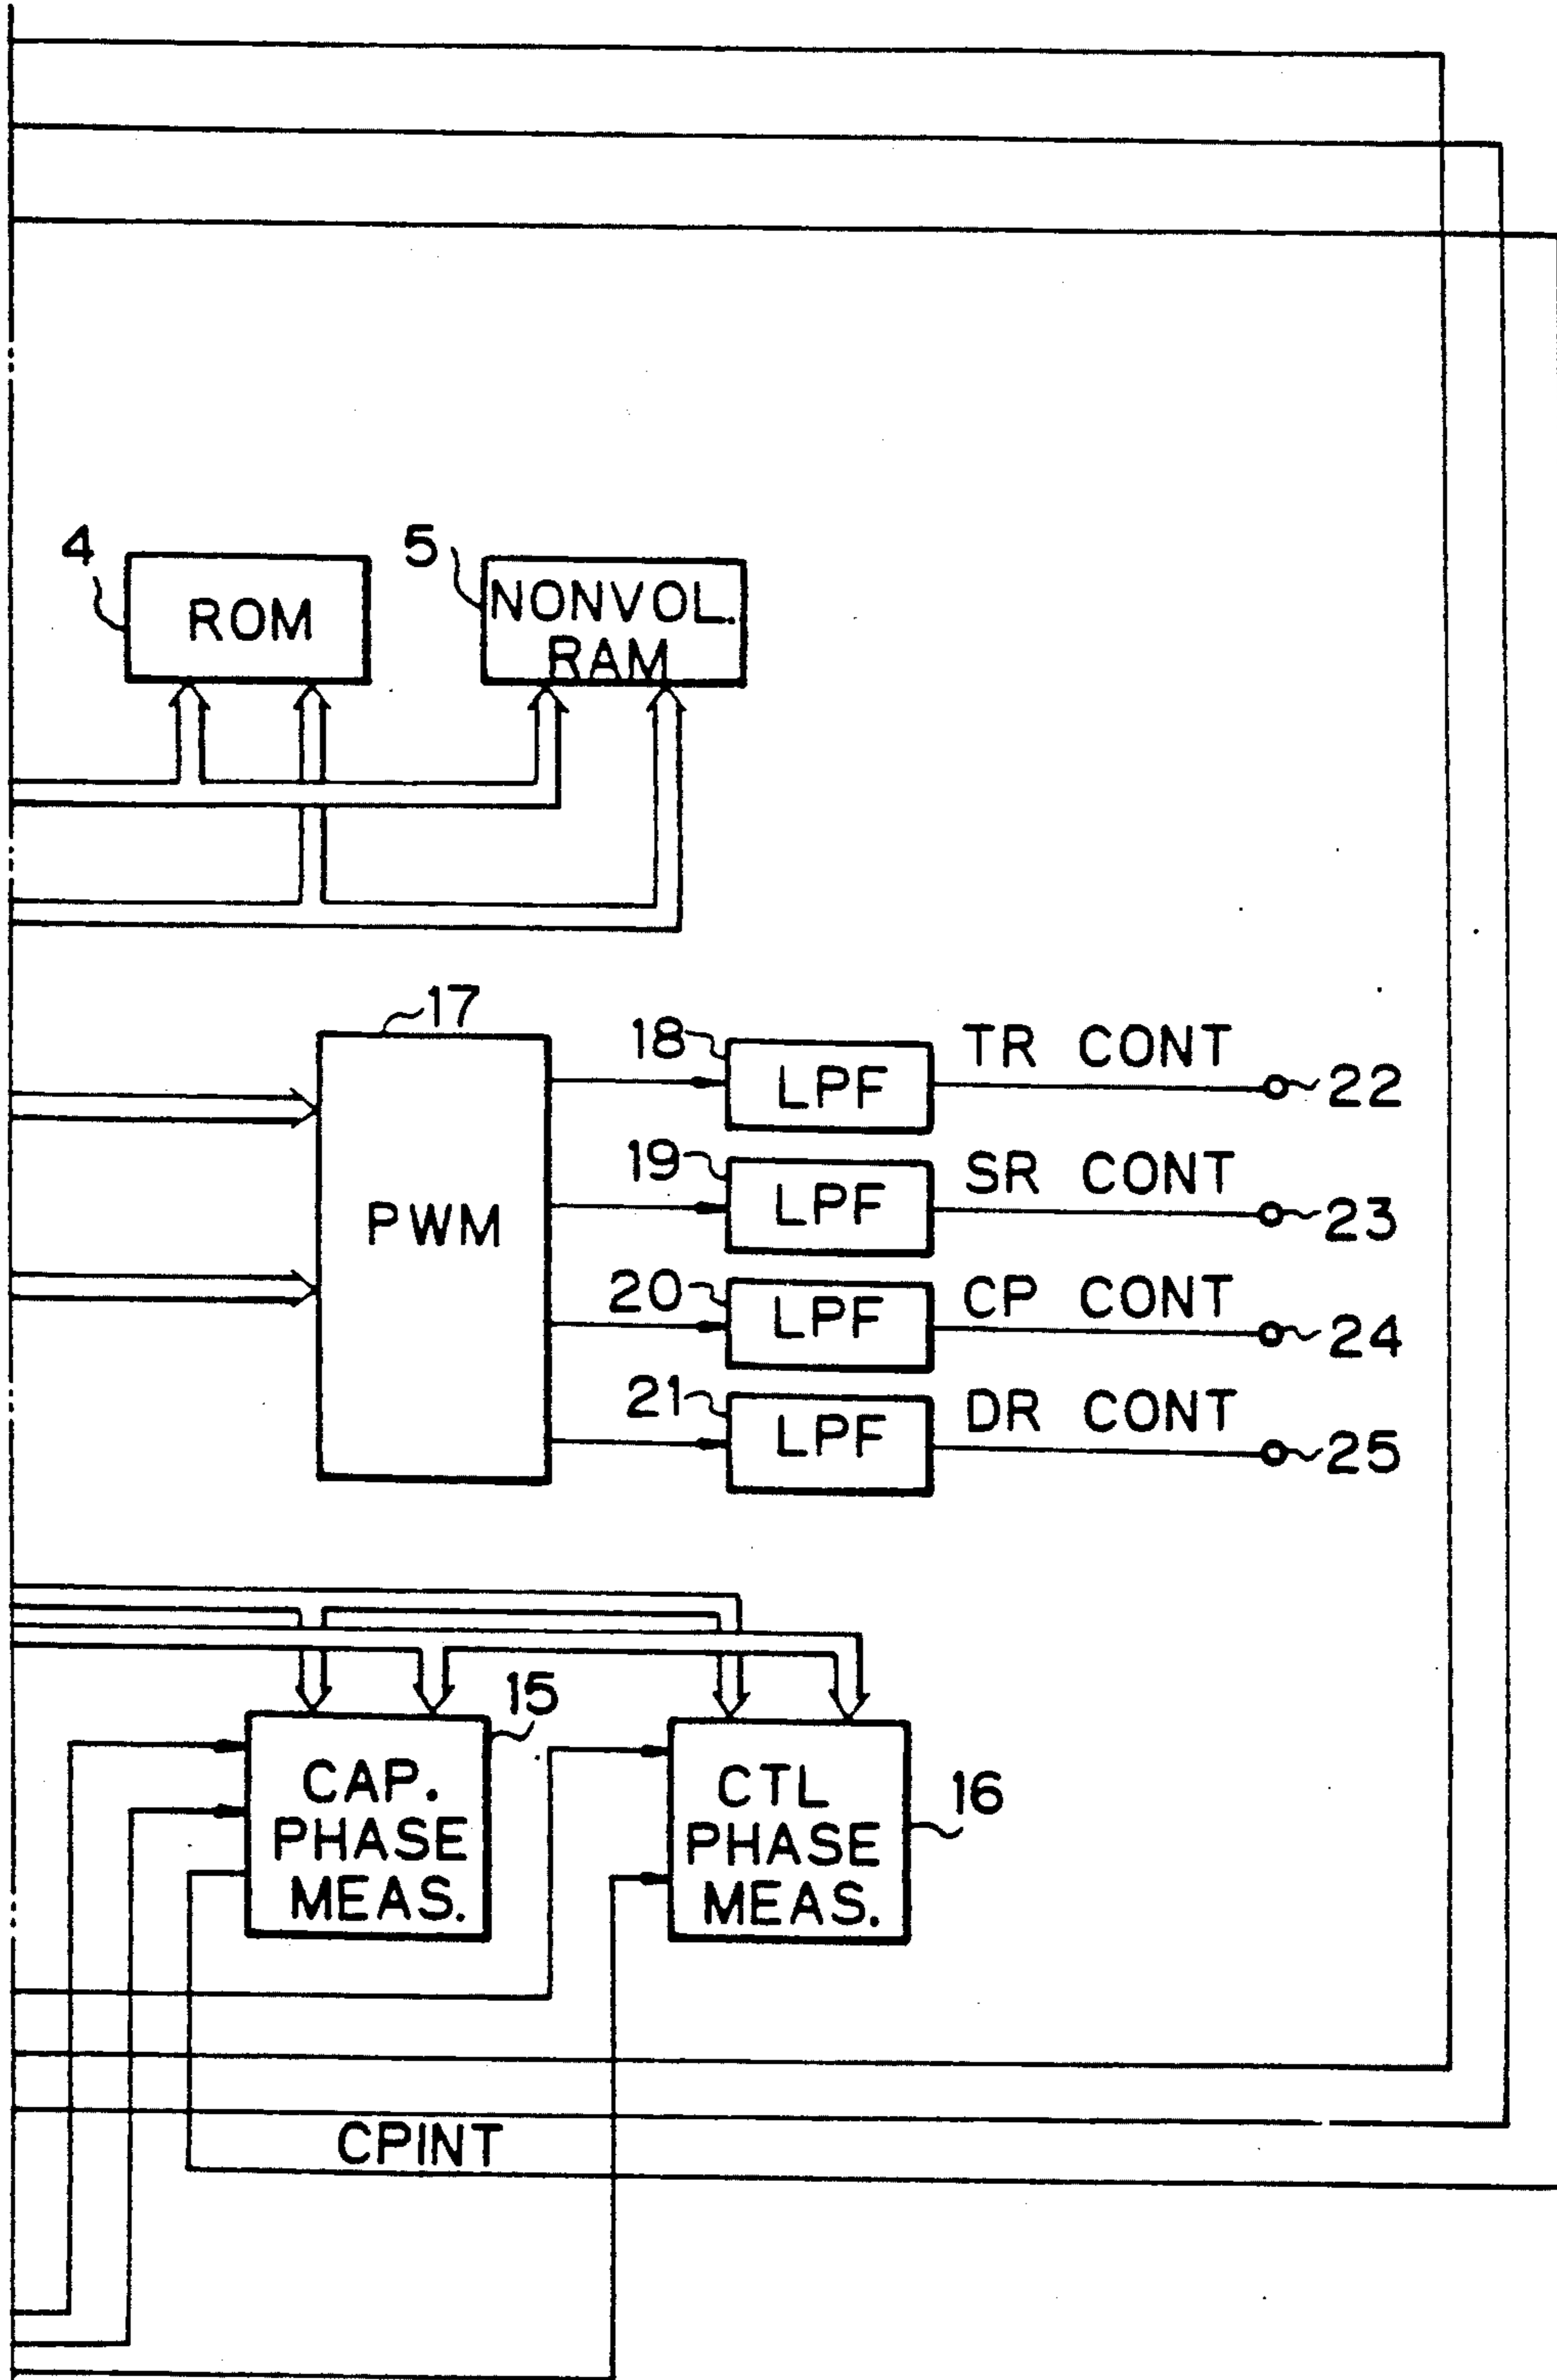 4
ROM
5
NONVOL.
RAM
17
PWM
18
LPF
TR CONT
22
19
LPF
SR CONT
23
20
LPF
CP CONT
24
21
LPF
DR CONT
25
15
CAP.
PHASE
MEAS.
16
CTL
PHASE
MEAS.
CPINT